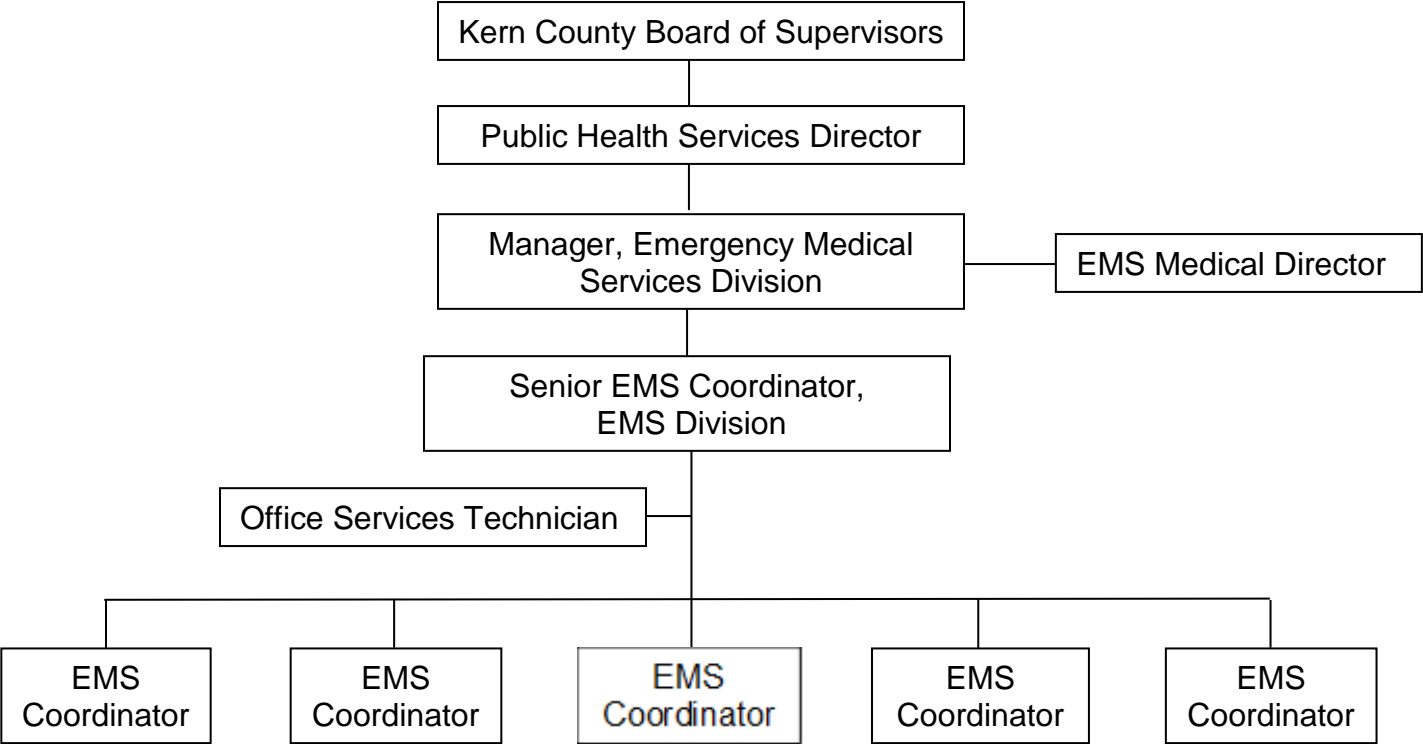 Kern County Board of Supervisors
Public Health Services Director
Manager, Emergency Medical
Services Division
EMS Medical Director
Senior EMS Coordinator,
EMS Division
Office Services Technician
EMS
Coordinator
EMS
Coordinator
EMS
Coordinator
EMS
Coordinator
EMS
Coordinator